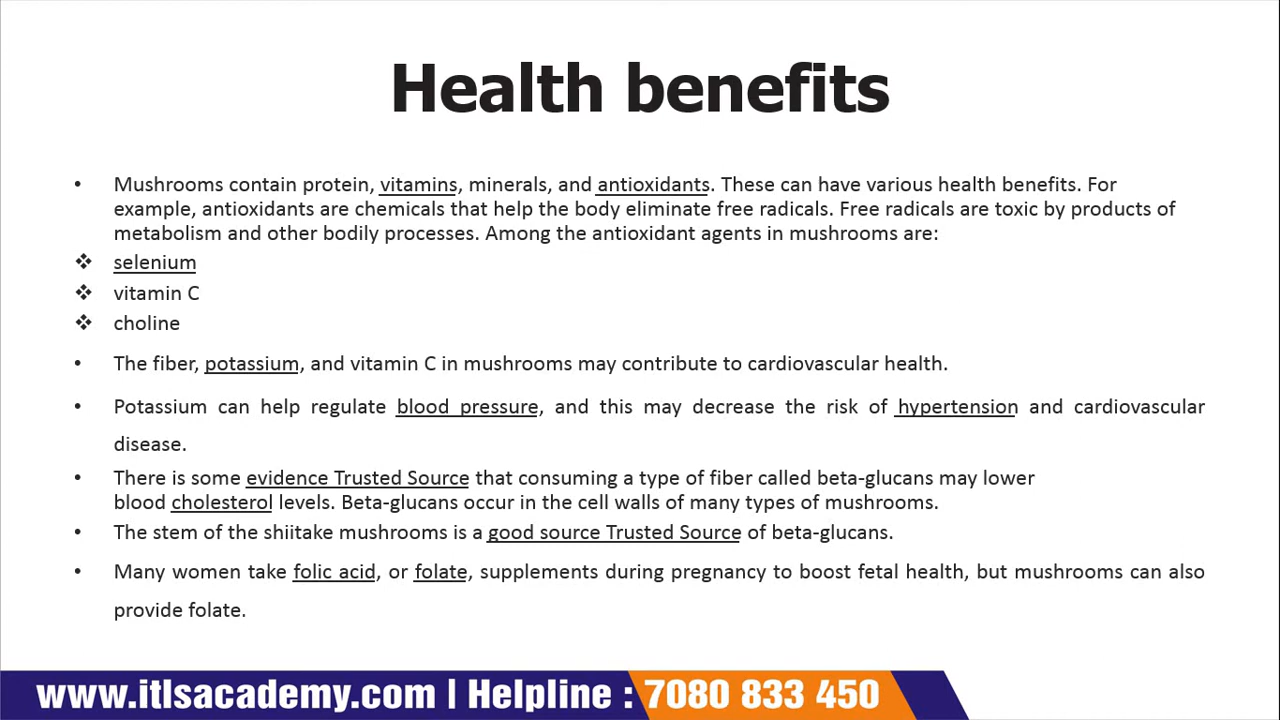 Health benefits
• Mushrooms contain protein, vitamins, minerals, and antioxidants. These can have various health benefits. For
example, antioxidants are chemicals that help the body eliminate free radicals. Free radicals are toxic by products of
metabolism and other bodily processes. Among the antioxidant agents in mushrooms are:
❖ selenium
❖ vitamin C
❖ choline
• The fiber, potassium, and vitamin C in mushrooms may contribute to cardiovascular health.
• Potassium can help regulate blood pressure, and this may decrease the risk of hypertension and cardiovascular
disease.
• There is some evidence Trusted Source that consuming a type of fiber called beta-glucans may lower
blood cholesterol levels. Beta-glucans occur in the cell walls of many types of mushrooms.
• The stem of the shiitake mushrooms is a good source Trusted Source of beta-glucans.
• Many women take folic acid, or folate, supplements during pregnancy to boost fetal health, but mushrooms can also
provide folate.
www.itlsacademy.com | Helpline : 7080 833 450